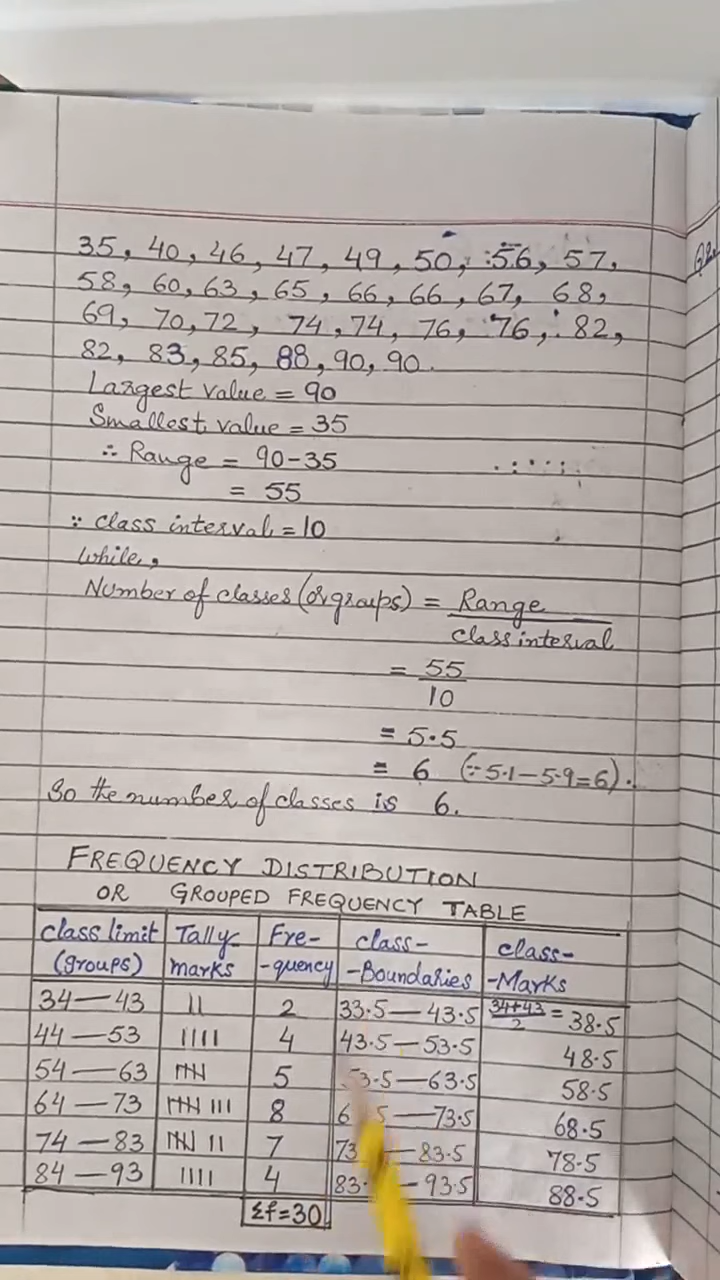 35, 40, 46, 47, 49, 50, 56, 57,
58, 60, 63, 65, 66, 66, 67, 68,
69, 70, 72, 74, 74, 76, 76, 82,
82, 83, 85, 88, 90, 90.
Largest value = 90
Smallest value = 35
∴ Range = 90-35
= 55
∵ class interval = 10
while,
Number of classes (or groups) = Range
class interval
= 55
10
= 5.5
= 6 (∵ 5.1-5.9=6).
So the number of classes is 6.
FREQUENCY DISTRIBUTION
OR GROUPED FREQUENCY TABLE
class limit (groups) Tally marks Fre-quency class-Boundaries class-Marks
34—43 || 2 33.5—43.5 34+43/2 = 38.5
44—53 |||| 4 43.5—53.5 48.5
54—63 |||| 5 53.5—63.5 58.5
64—73 |||| ||| 8 6 5—73.5 68.5
74—83 |||| || 7 73 —83.5 78.5
84—93 |||| 4 83. —93.5 88.5
Σf=30
Q2.